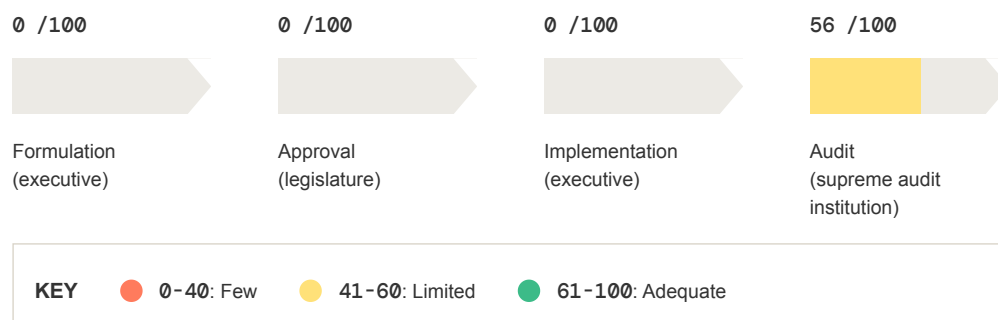 0 /100 0 /100 0 /100 56 /100
Formulation
(executive)
Approval
(legislature)
Implementation
(executive)
Audit
(supreme audit
institution)
KEY 0-40: Few 41-60: Limited 61-100: Adequate